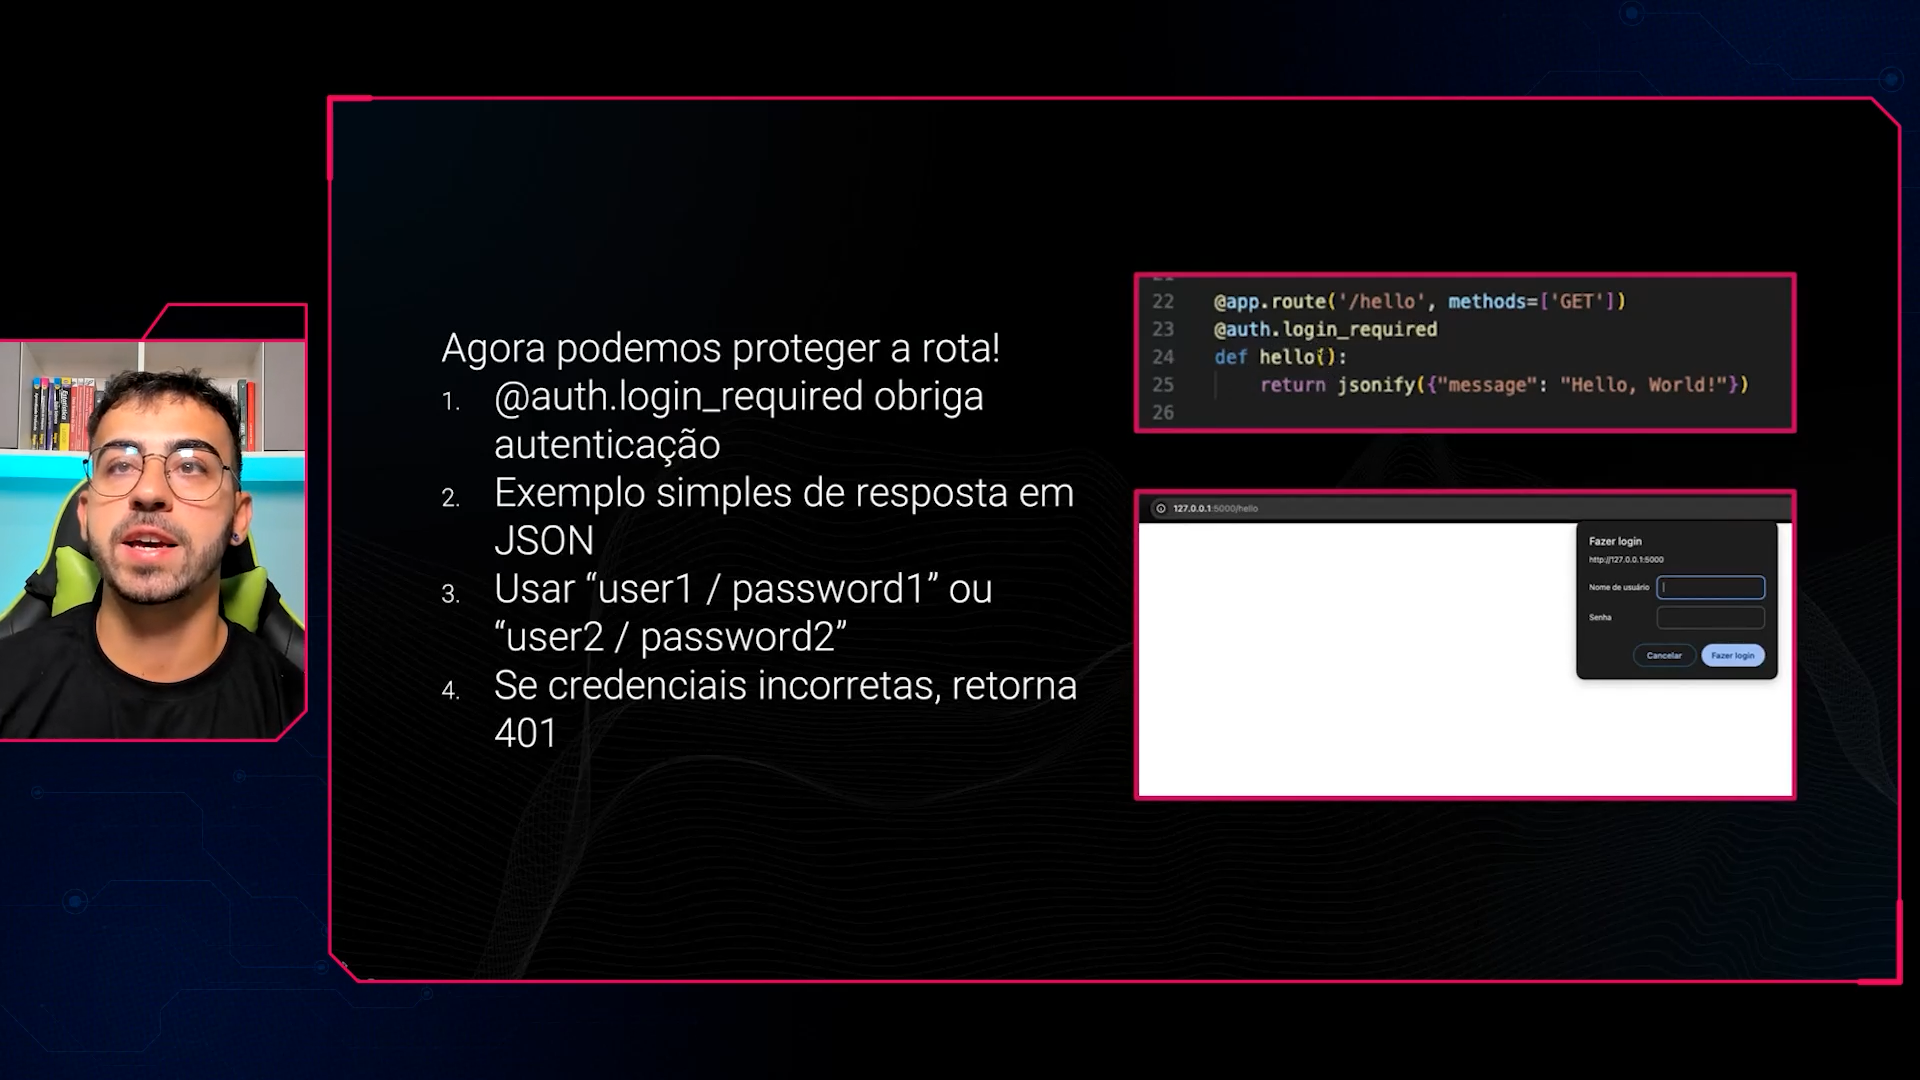 Agora podemos proteger a rota!
1. @auth.login_required obriga
autenticação
2. Exemplo simples de resposta em
JSON
3. Usar “user1 / password1” ou
“user2 / password2”
4. Se credenciais incorretas, retorna
401
22 @app.route('/hello', methods=['GET'])
23 @auth.login_required
24 def hello():
25 return jsonify({"message": "Hello, World!"})
26
127.0.0.1:5000/hello
Fazer login
http://127.0.0.1:5000
Nome de usuário
Senha
Cancelar Fazer login